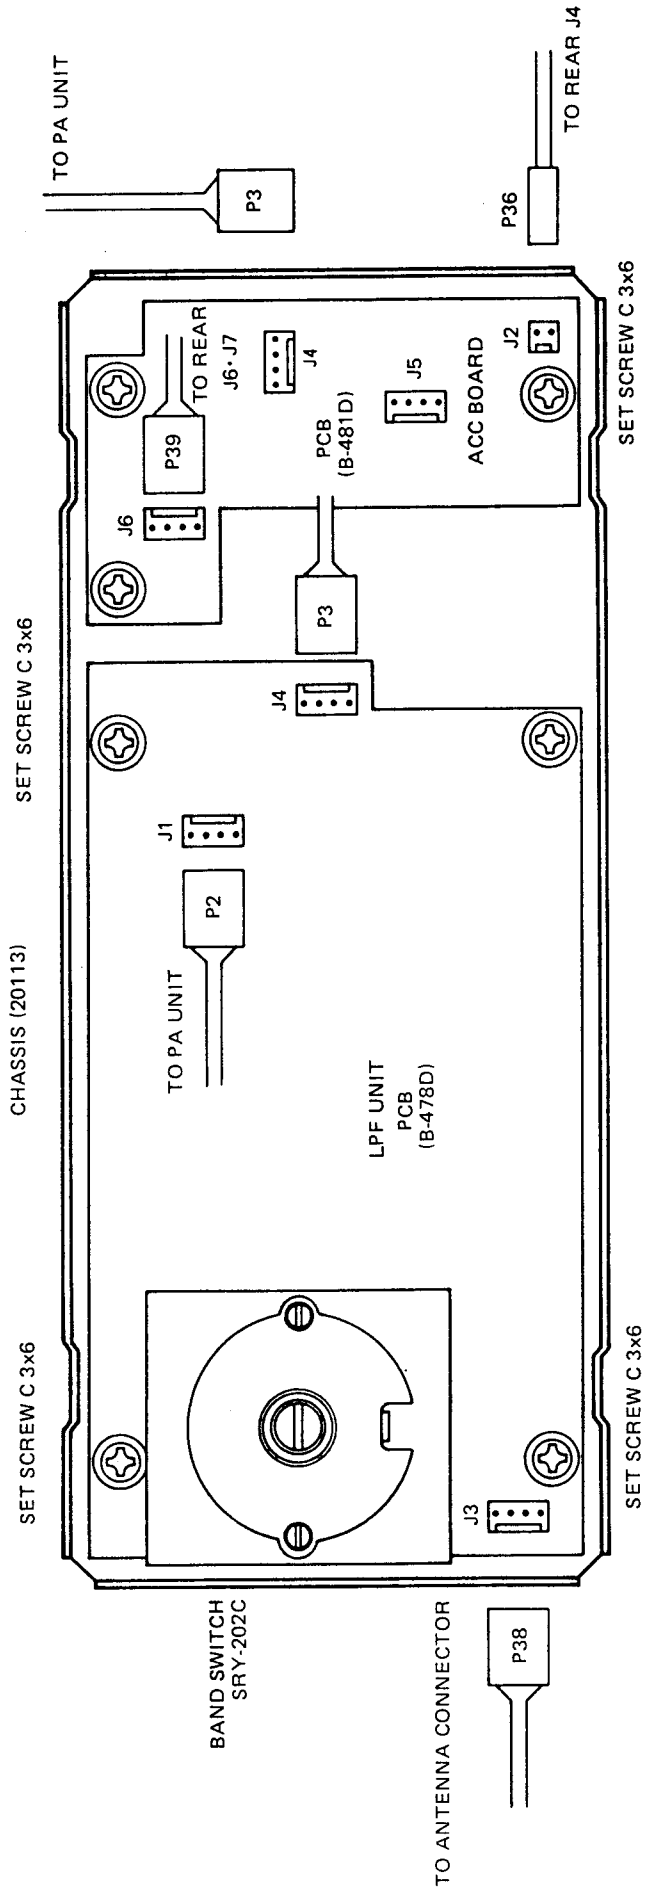 CHASSIS (20113)
SET SCREW C 3x6
SET SCREW C 3x6
TO PA UNIT
P3
P39
TO REAR
J6·J7
J6
J4
J1
P2
TO PA UNIT
J4
P3
PCB
(B-481D)
J5
ACC BOARD
J2
P36
TO REAR J4
LPF UNIT
PCB
(B-478D)
BAND SWITCH
SRY-202C
J3
P38
TO ANTENNA CONNECTOR
SET SCREW C 3x6
SET SCREW C 3x6